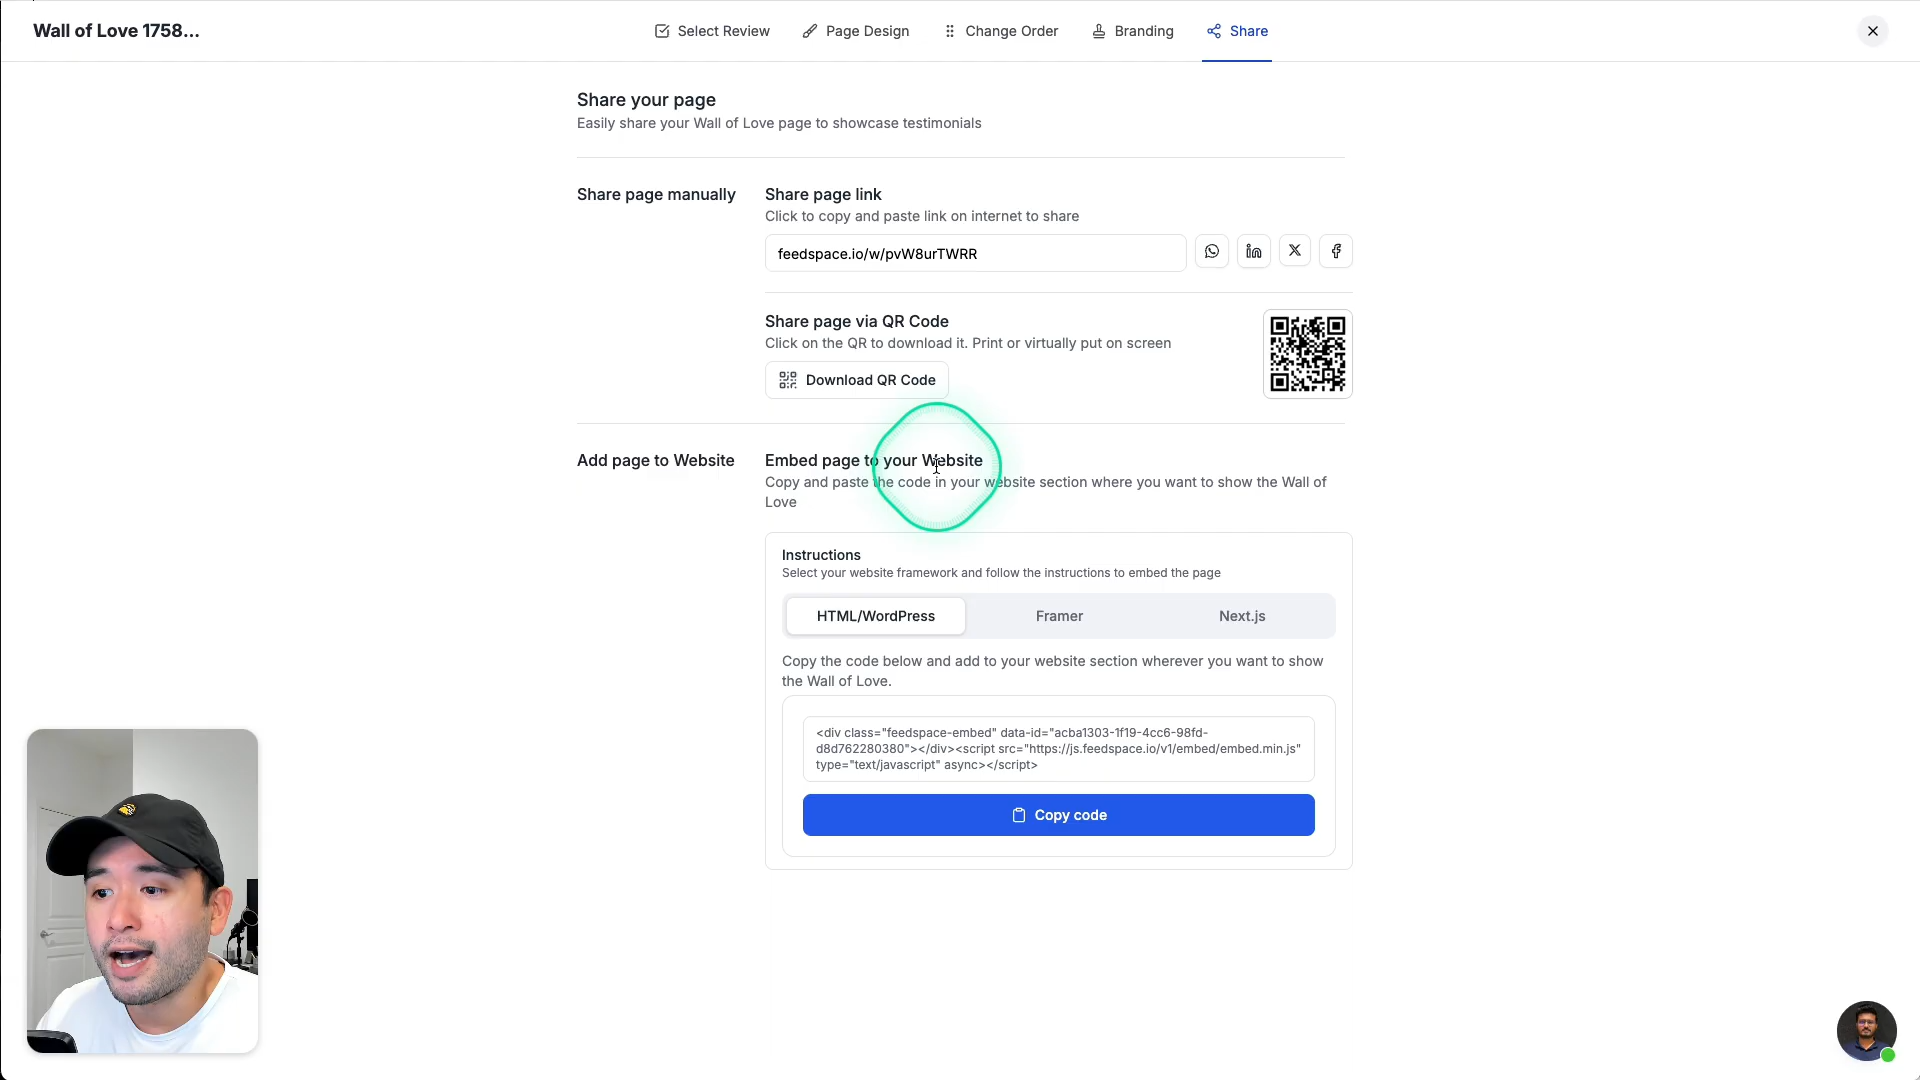 Wall of Love 1758...
Select Review
Page Design
Change Order
Branding
Share
Share your page
Easily share your Wall of Love page to showcase testimonials
Share page manually
Share page link
Click to copy and paste link on internet to share
feedspace.io/w/pvW8urTWRR
Share page via QR Code
Click on the QR to download it. Print or virtually put on screen
Download QR Code
Add page to Website
Embed page to your Website
Copy and paste the code in your website section where you want to show the Wall of
Love
Instructions
Select your website framework and follow the instructions to embed the page
HTML/WordPress
Framer
Next.js
Copy the code below and add to your website section wherever you want to show
the Wall of Love.
<div class="feedspace-embed" data-id="acba1303-1f19-4cc6-98fd-
d8d762280380"></div><script src="https://js.feedspace.io/v1/embed/embed.min.js"
type="text/javascript" async></script>
Copy code